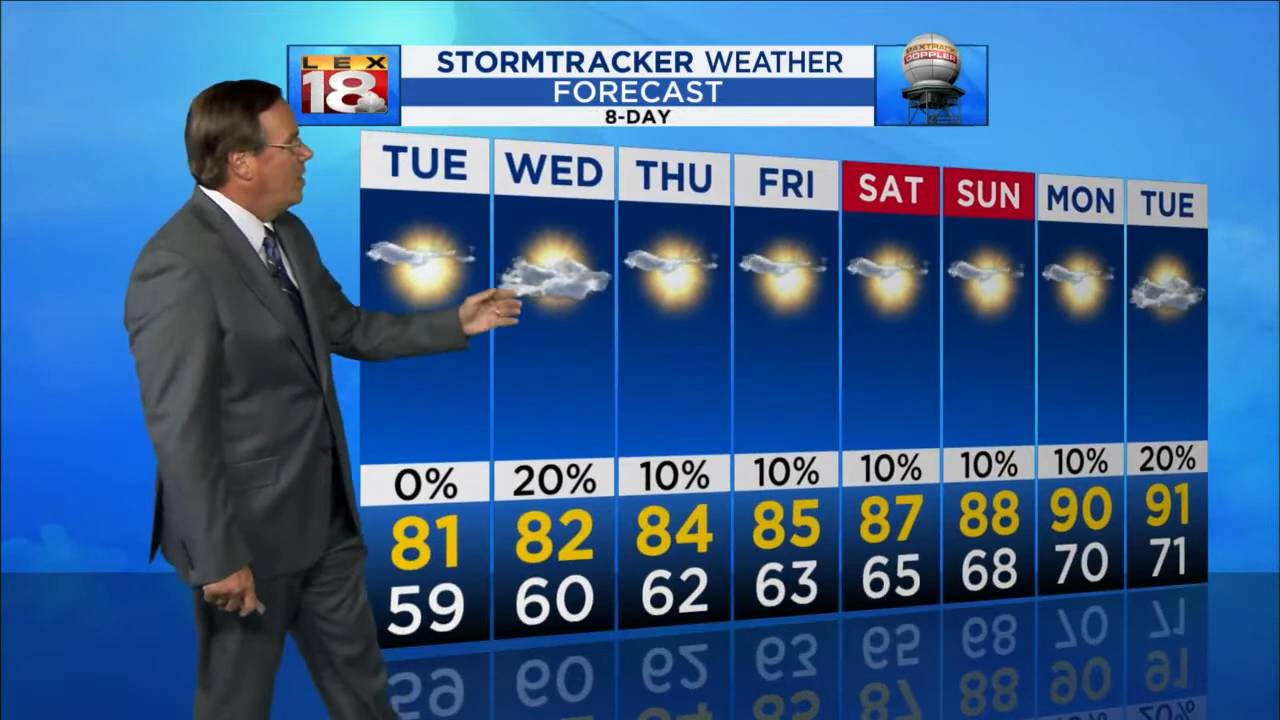 LEX
18
STORMTRACKER WEATHER
FORECAST
8-DAY
MAXTRACK
DOPPLER
TUE WED THU FRI SAT SUN MON TUE
0% 20% 10% 10% 10% 10% 10% 20%
81 82 84 85 87 88 90 91
59 60 62 63 65 68 70 71